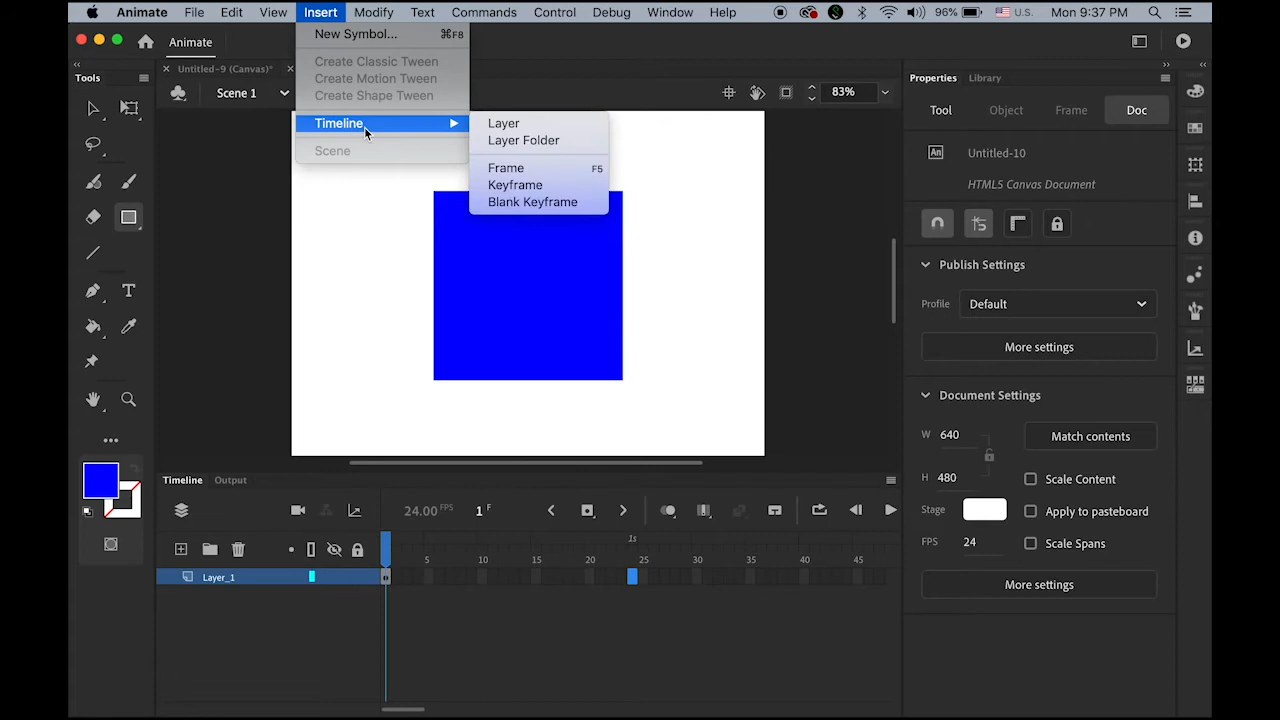 Animate File Edit View Insert Modify Text Commands Control Debug Window Help 96% U.S. Mon 9:37 PM
Animate
New Symbol... ⌘F8
Create Classic Tween
Create Motion Tween
Create Shape Tween
Timeline
Scene
Layer
Layer Folder
Frame F5
Keyframe
Blank Keyframe
Tools
Untitled-9 (Canvas)*
Scene 1
83%
Properties Library
Tool Object Frame Doc
An Untitled-10
HTML5 Canvas Document
Publish Settings
Profile Default
More settings
Document Settings
W 640 Match contents
H 480 Scale Content
Stage Apply to pasteboard
FPS 24 Scale Spans
More settings
Timeline Output
24.00 FPS 1 F
1s
5 10 15 20 25 30 35 40 45
Layer_1